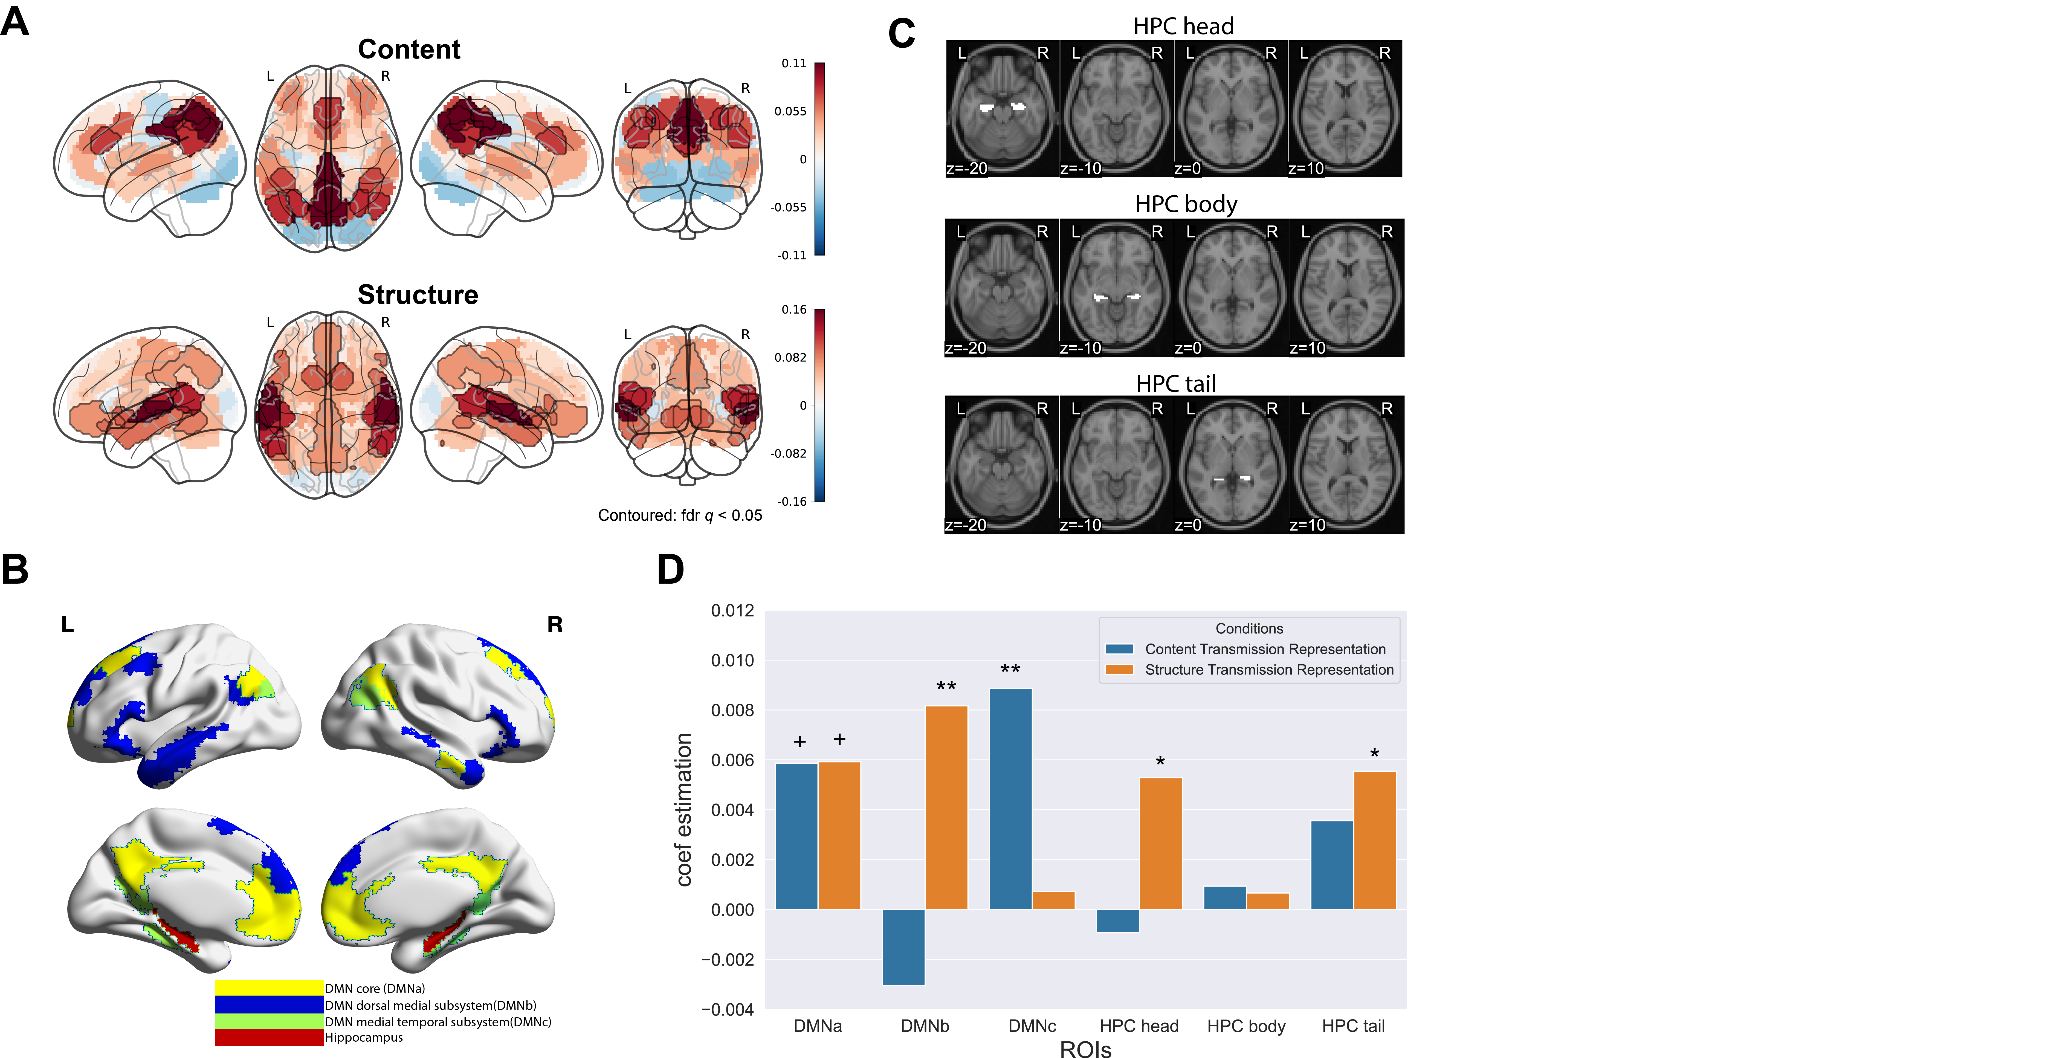 A
Content
L
R
L
R
0.11
0.055
0
-0.055
-0.11
Structure
L
R
L
R
0.16
0.082
0
-0.082
-0.16
Contoured: fdr q < 0.05
B
L
R
DMN core (DMNa)
DMN dorsal medial subsystem(DMNb)
DMN medial temporal subsystem(DMNc)
Hippocampus
C
HPC head
L R L R L R L R
z=-20 z=-10 z=0 z=10
HPC body
L R L R L R L R
z=-20 z=-10 z=0 z=10
HPC tail
L R L R L R L R
z=-20 z=-10 z=0 z=10
D
0.012
0.010
0.008
0.006
0.004
0.002
0.000
−0.002
−0.004
coef estimation
Conditions
Content Transmission Representation
Structure Transmission Representation
+ + ** ** * *
DMNa DMNb DMNc HPC head HPC body HPC tail
ROIs